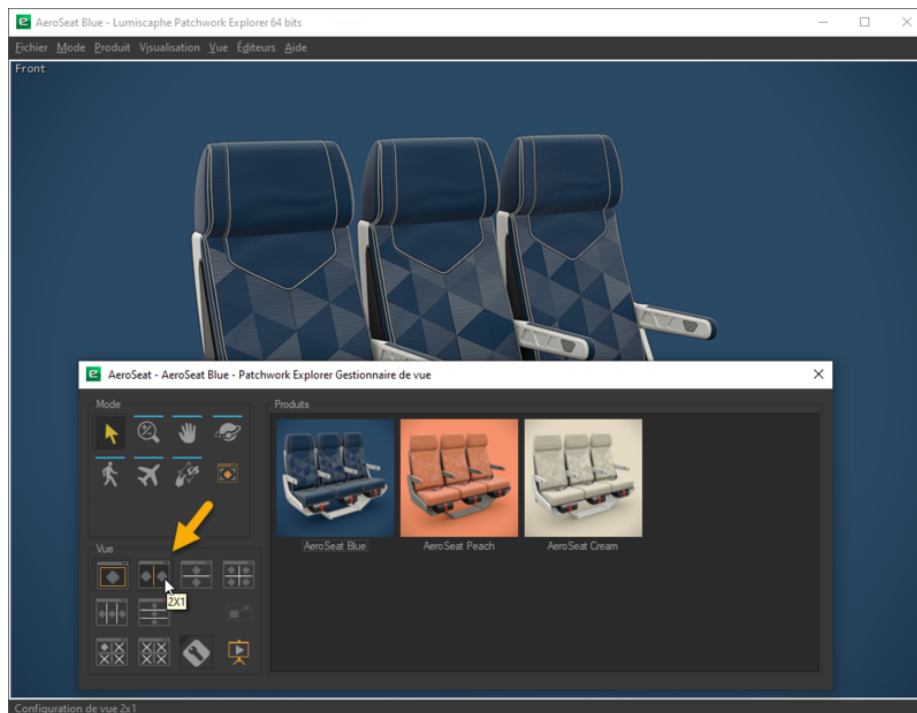 AeroSeat Blue - Lumiscaphe Patchwork Explorer 64 bits
Fichier Mode Produit Visualisation Vue Éditeurs Aide
Front
AeroSeat - AeroSeat Blue - Patchwork Explorer Gestionnaire de vue
Mode
Produits
AeroSeat Blue
AeroSeat Peach
AeroSeat Cream
Vue
2X1
Configuration de vue 2x1